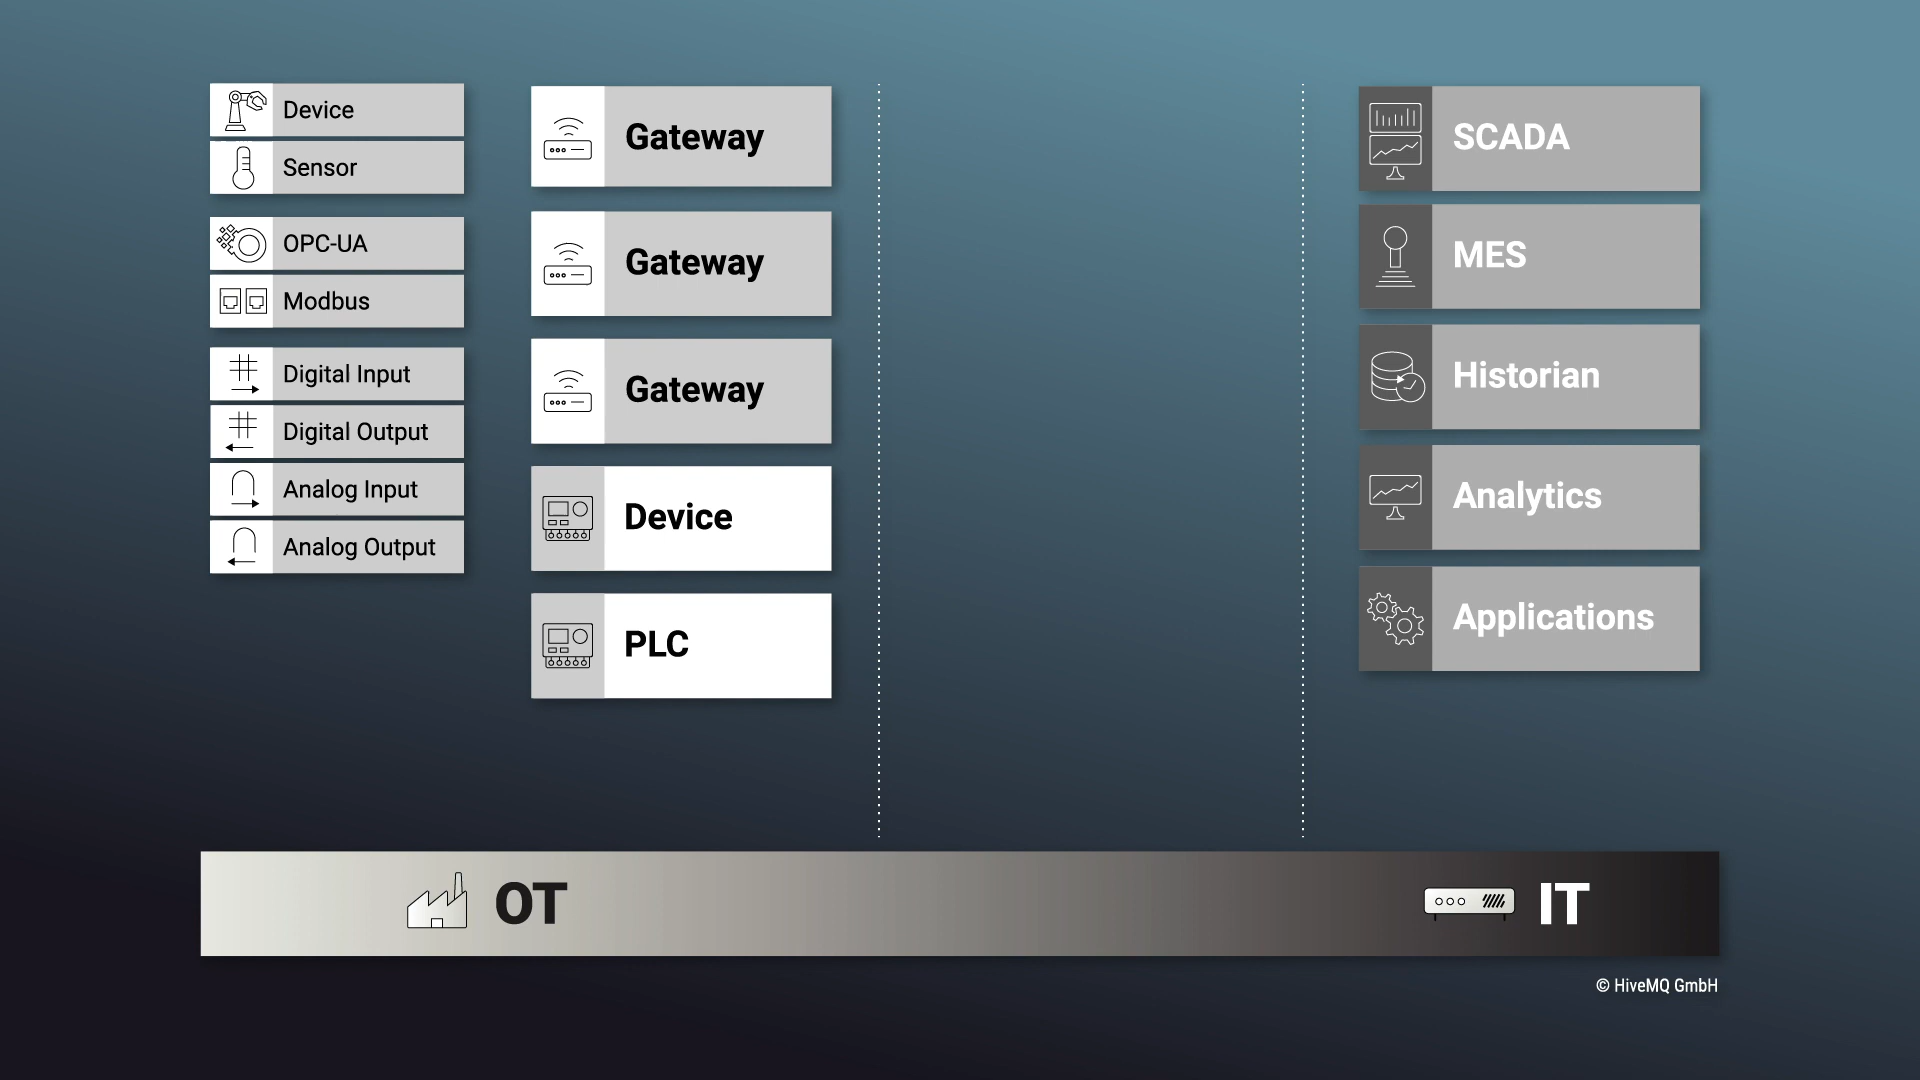 Device
Sensor
OPC-UA
Modbus
Digital Input
Digital Output
Analog Input
Analog Output
Gateway
Gateway
Gateway
Device
PLC
SCADA
MES
Historian
Analytics
Applications
OT
IT
© HiveMQ GmbH